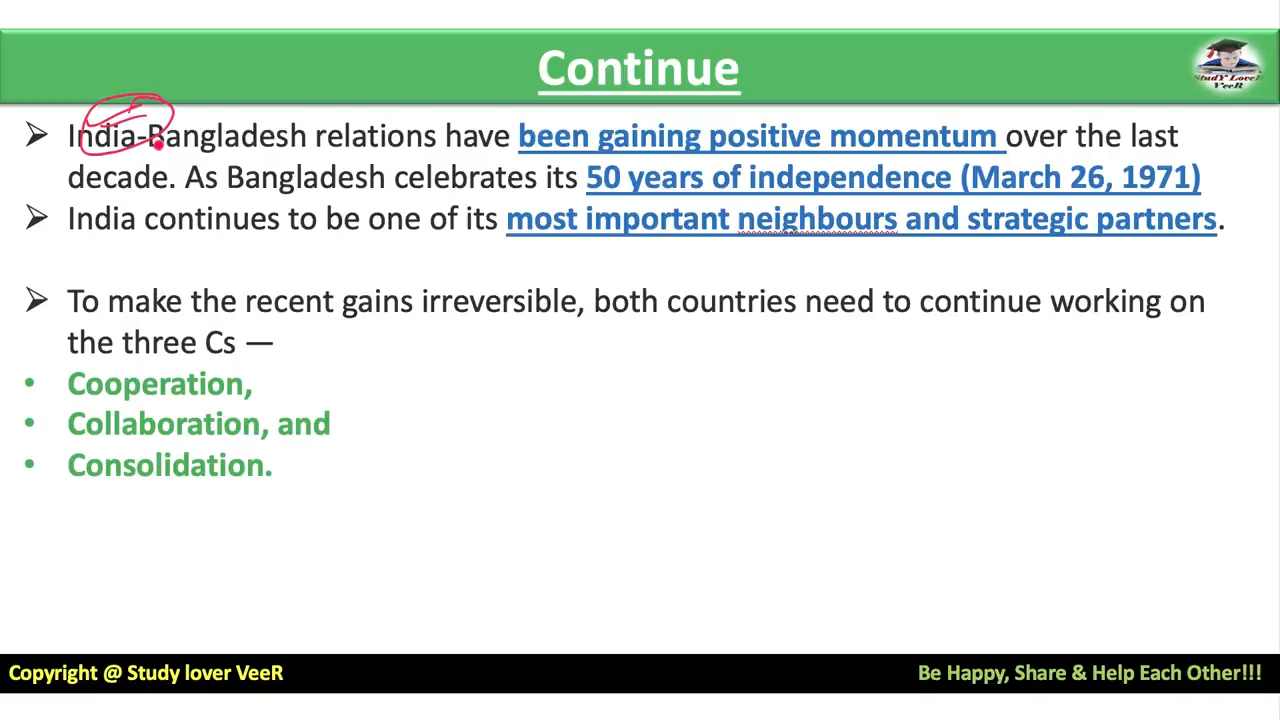 Continue
StudY LoveR
VeeR
➢ India-Bangladesh relations have been gaining positive momentum over the last
decade. As Bangladesh celebrates its 50 years of independence (March 26, 1971)
➢ India continues to be one of its most important neighbours and strategic partners.
➢ To make the recent gains irreversible, both countries need to continue working on
the three Cs —
• Cooperation,
• Collaboration, and
• Consolidation.
Copyright @ Study lover VeeR
Be Happy, Share & Help Each Other!!!